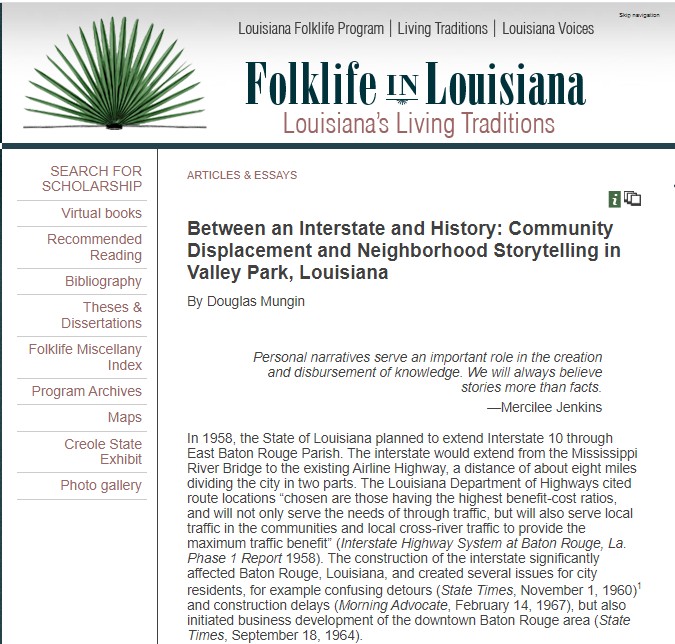 Skip navigation
Louisiana Folklife Program | Living Traditions | Louisiana Voices
Folklife IN Louisiana
Louisiana's Living Traditions
SEARCH FOR
SCHOLARSHIP
Virtual books
Recommended
Reading
Bibliography
Theses &
Dissertations
Folklife Miscellany
Index
Program Archives
Maps
Creole State
Exhibit
Photo gallery
ARTICLES & ESSAYS
i
Between an Interstate and History: Community
Displacement and Neighborhood Storytelling in
Valley Park, Louisiana
By Douglas Mungin
Personal narratives serve an important role in the creation
and disbursement of knowledge. We will always believe
stories more than facts.
—Mercilee Jenkins
In 1958, the State of Louisiana planned to extend Interstate 10 through
East Baton Rouge Parish. The interstate would extend from the Mississippi
River Bridge to the existing Airline Highway, a distance of about eight miles
dividing the city in two parts. The Louisiana Department of Highways cited
route locations “chosen are those having the highest benefit-cost ratios,
and will not only serve the needs of through traffic, but will also serve local
traffic in the communities and local cross-river traffic to provide the
maximum traffic benefit” (Interstate Highway System at Baton Rouge, La.
Phase 1 Report 1958). The construction of the interstate significantly
affected Baton Rouge, Louisiana, and created several issues for city
residents, for example confusing detours (State Times, November 1, 1960)¹
and construction delays (Morning Advocate, February 14, 1967), but also
initiated business development of the downtown Baton Rouge area (State
Times, September 18, 1964).